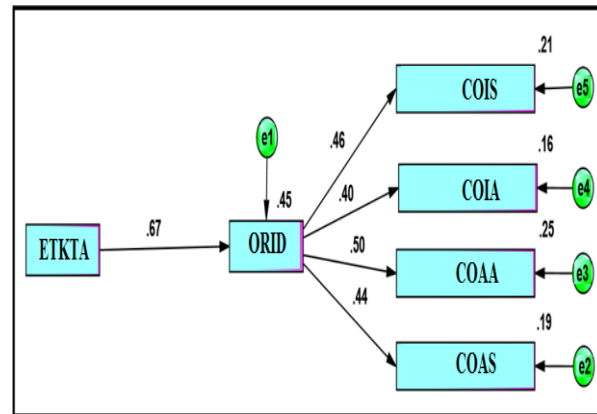 .21
COIS
e5
.46
e1
.16
.40
COIA
e4
.45
.67
ETKTA
ORID
.25
.50
COAA
e3
.44
.19
COAS
e2